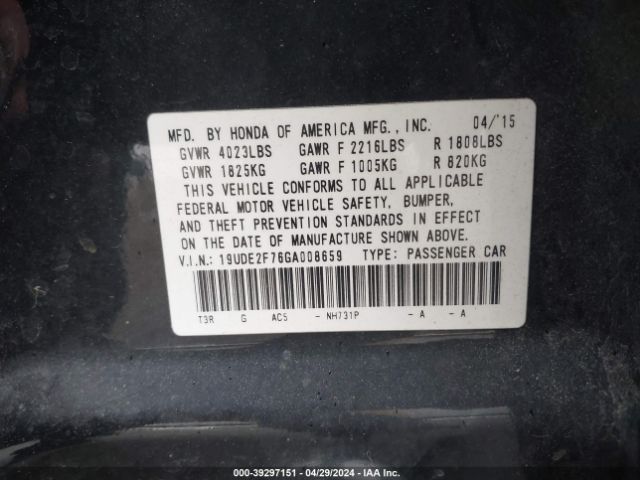 MFD. BY HONDA OF AMERICA MFG., INC. 04/'15
GVWR 4023LBS GAWR F 2216LBS R 1808LBS
GVWR 1825KG GAWR F 1005KG R 820KG
THIS VEHICLE CONFORMS TO ALL APPLICABLE
FEDERAL MOTOR VEHICLE SAFETY, BUMPER,
AND THEFT PREVENTION STANDARDS IN EFFECT
ON THE DATE OF MANUFACTURE SHOWN ABOVE.
V.I.N.: 19UDE2F76GA008659 TYPE: PASSENGER CAR
T3R G AC5 - NH731P - A - A
000-39297151 | 04/29/2024 | IAA Inc.